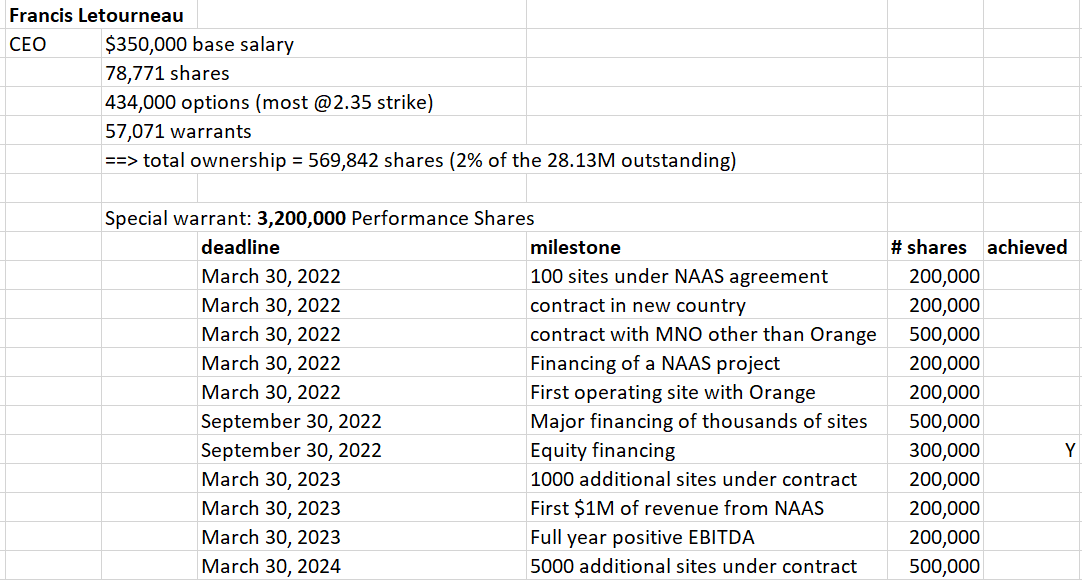 Francis Letourneau
CEO $350,000 base salary
78,771 shares
434,000 options (most @2.35 strike)
57,071 warrants
==> total ownership = 569,842 shares (2% of the 28.13M outstanding)
Special warrant: 3,200,000 Performance Shares
deadline milestone # shares achieved
March 30, 2022 100 sites under NAAS agreement 200,000
March 30, 2022 contract in new country 200,000
March 30, 2022 contract with MNO other than Orange 500,000
March 30, 2022 Financing of a NAAS project 200,000
March 30, 2022 First operating site with Orange 200,000
September 30, 2022 Major financing of thousands of sites 500,000
September 30, 2022 Equity financing 300,000 Y
March 30, 2023 1000 additional sites under contract 200,000
March 30, 2023 First $1M of revenue from NAAS 200,000
March 30, 2023 Full year positive EBITDA 200,000
March 30, 2024 5000 additional sites under contract 500,000